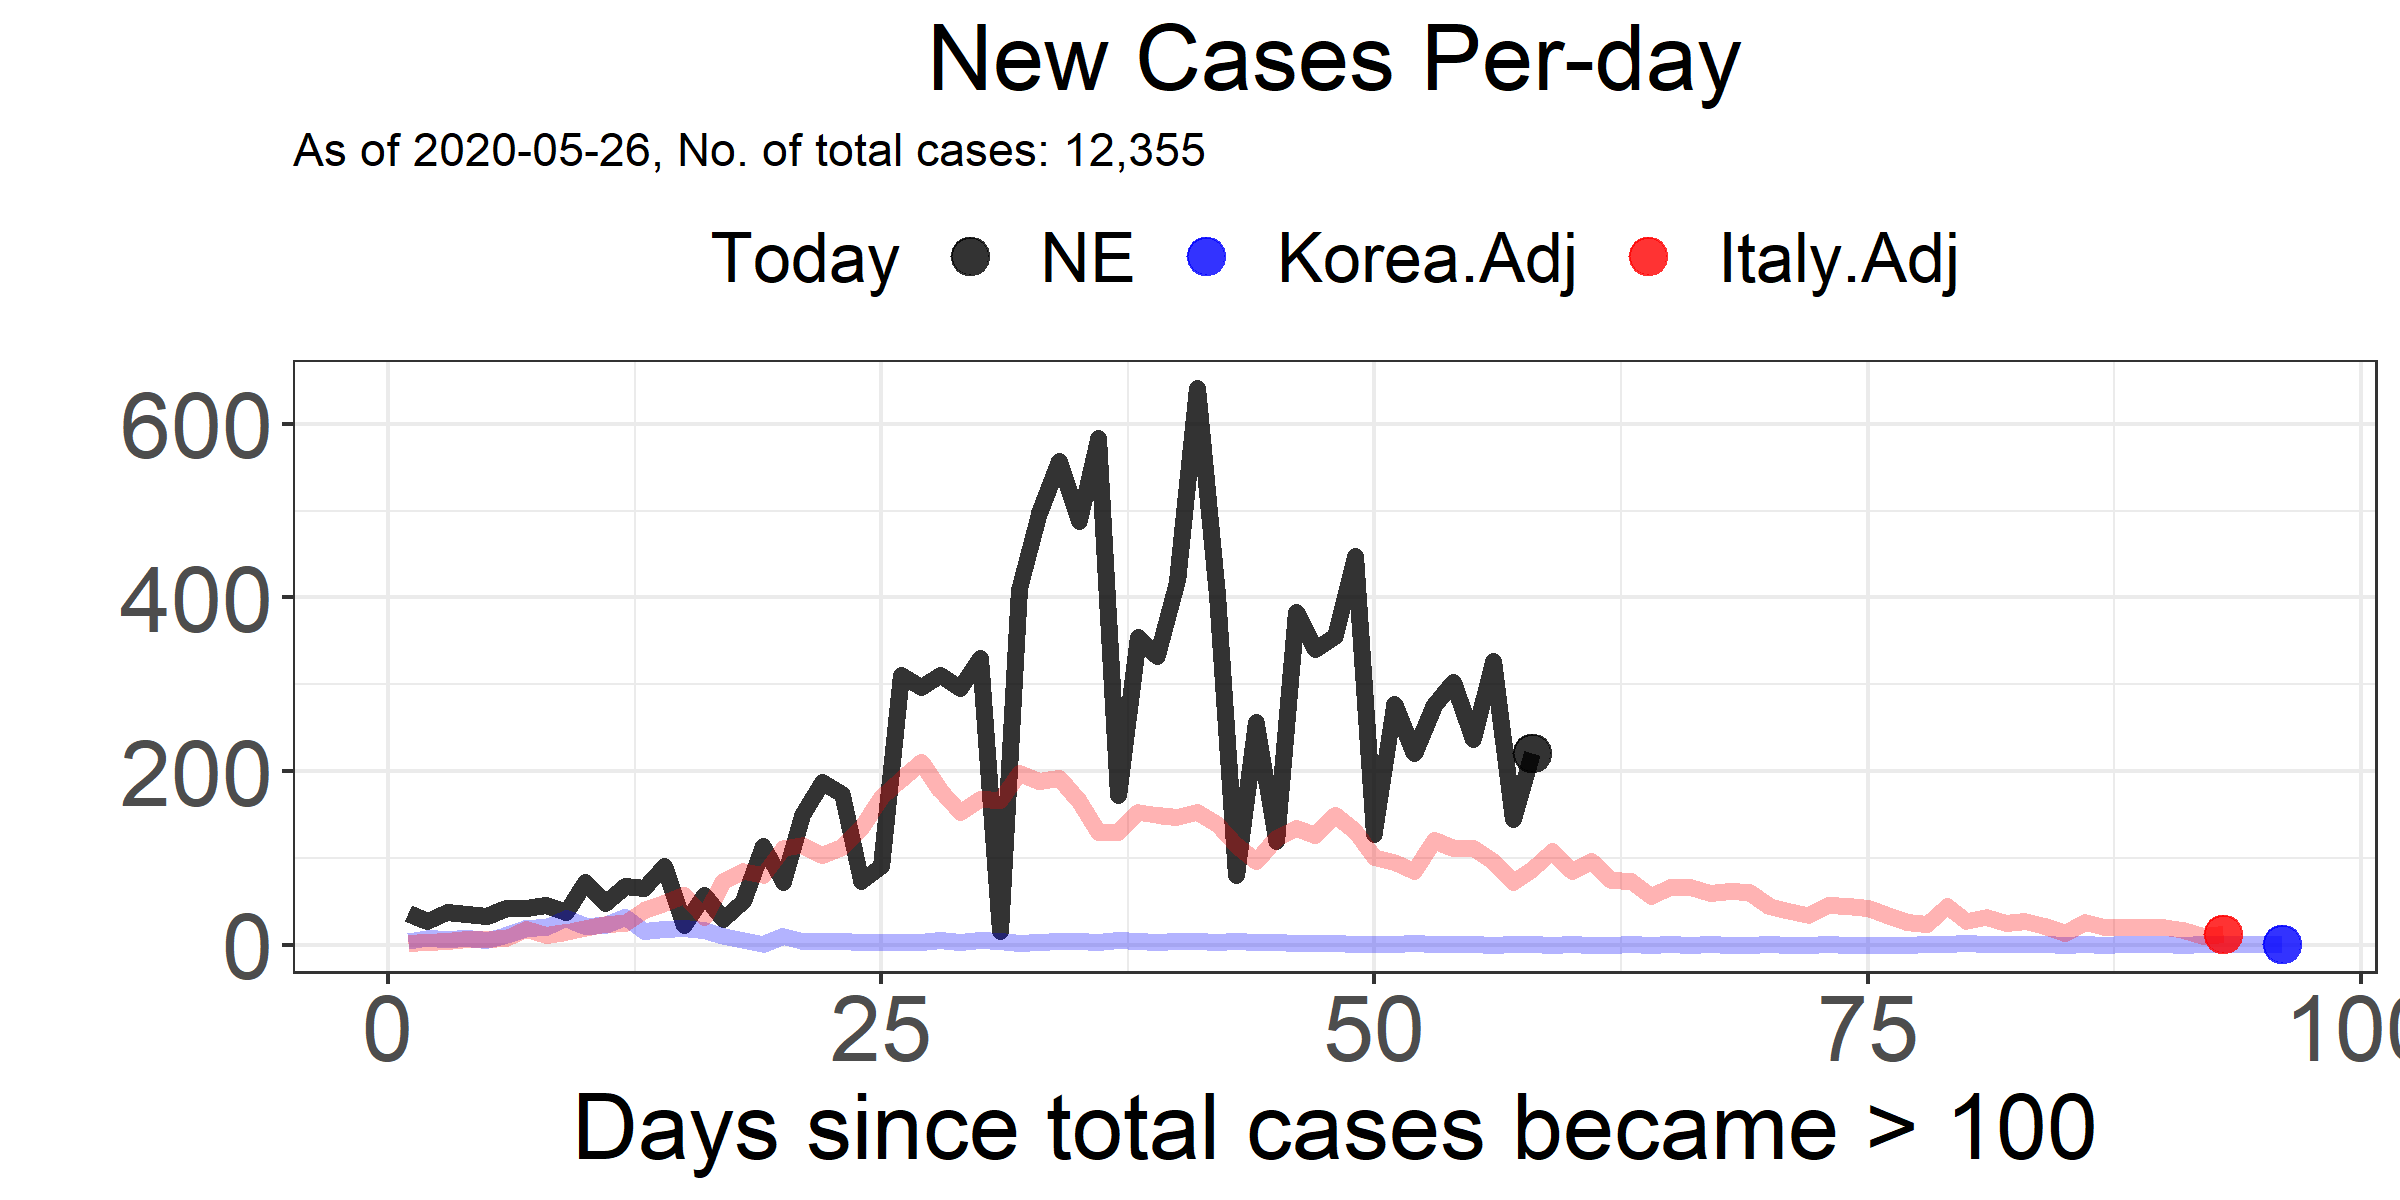 New Cases Per-day
As of 2020-05-26, No. of total cases: 12,355
Today NE Korea.Adj Italy.Adj
600
400
200
0
0 25 50 75 100
Days since total cases became > 100